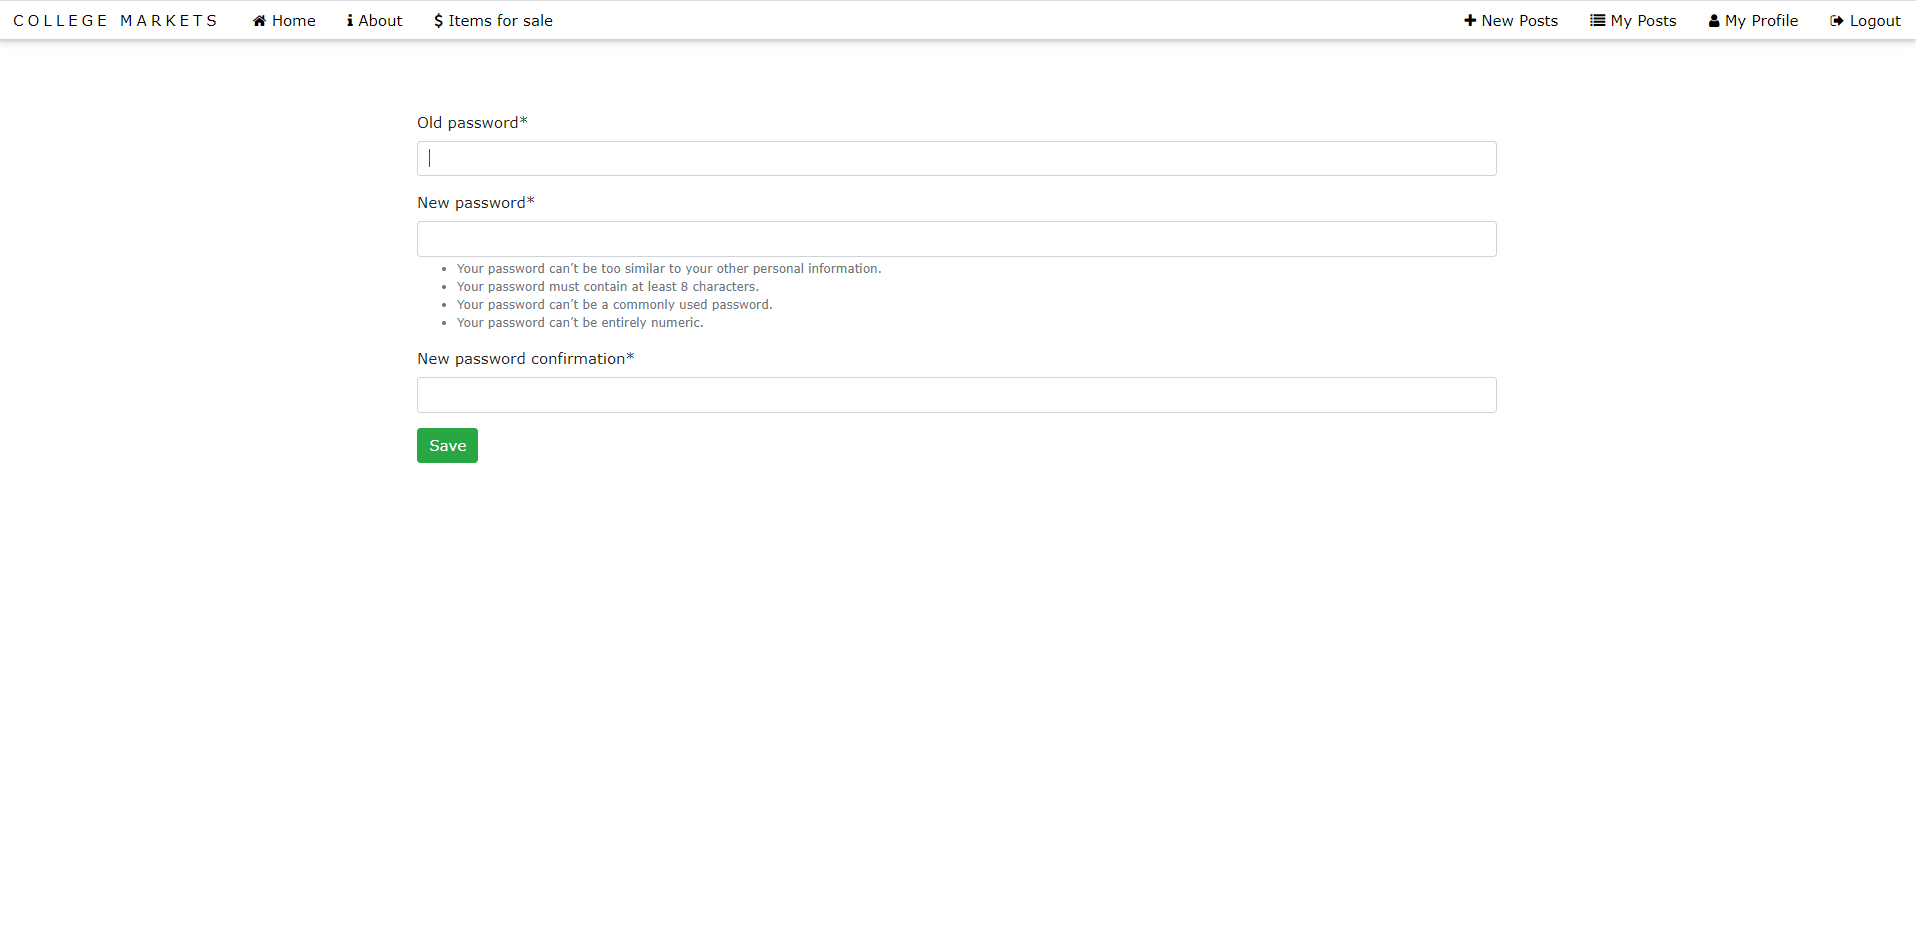 COLLEGE MARKETS Home About Items for sale New Posts My Posts My Profile Logout
Old password*
New password*
• Your password can’t be too similar to your other personal information.
• Your password must contain at least 8 characters.
• Your password can’t be a commonly used password.
• Your password can’t be entirely numeric.
New password confirmation*
Save